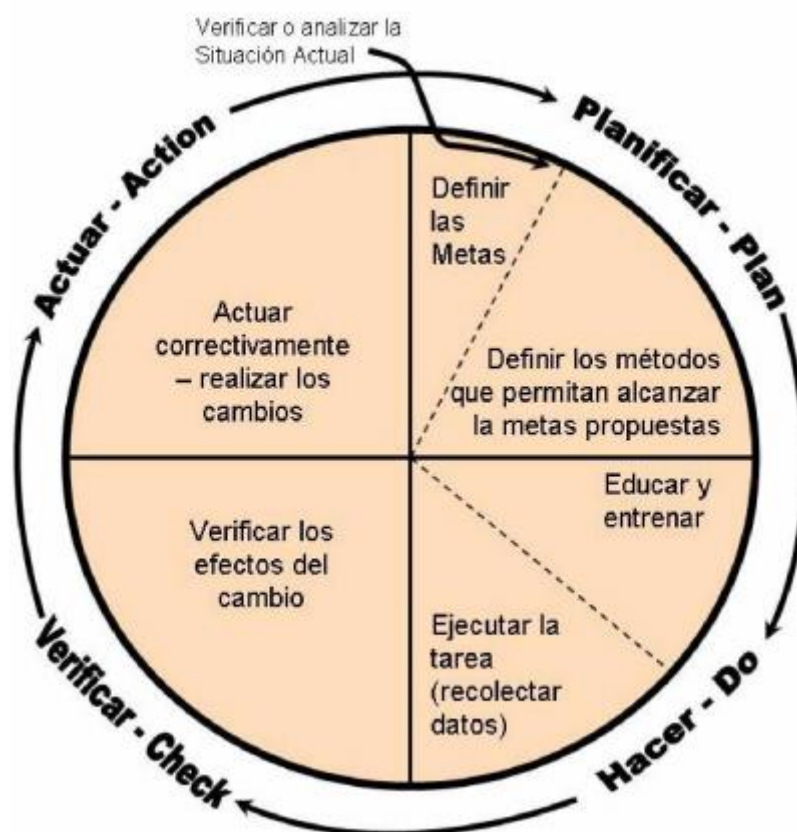 Verificar o analizar la
Situación Actual
Planificar - Plan
Definir
las
Metas
Definir los métodos
que permitan alcanzar
la metas propuestas
Educar y
entrenar
Hacer - Do
Ejecutar la
tarea
(recolectar
datos)
Verificar - Check
Verificar los
efectos del
cambio
Actuar - Action
Actuar
correctivamente
– realizar los
cambios